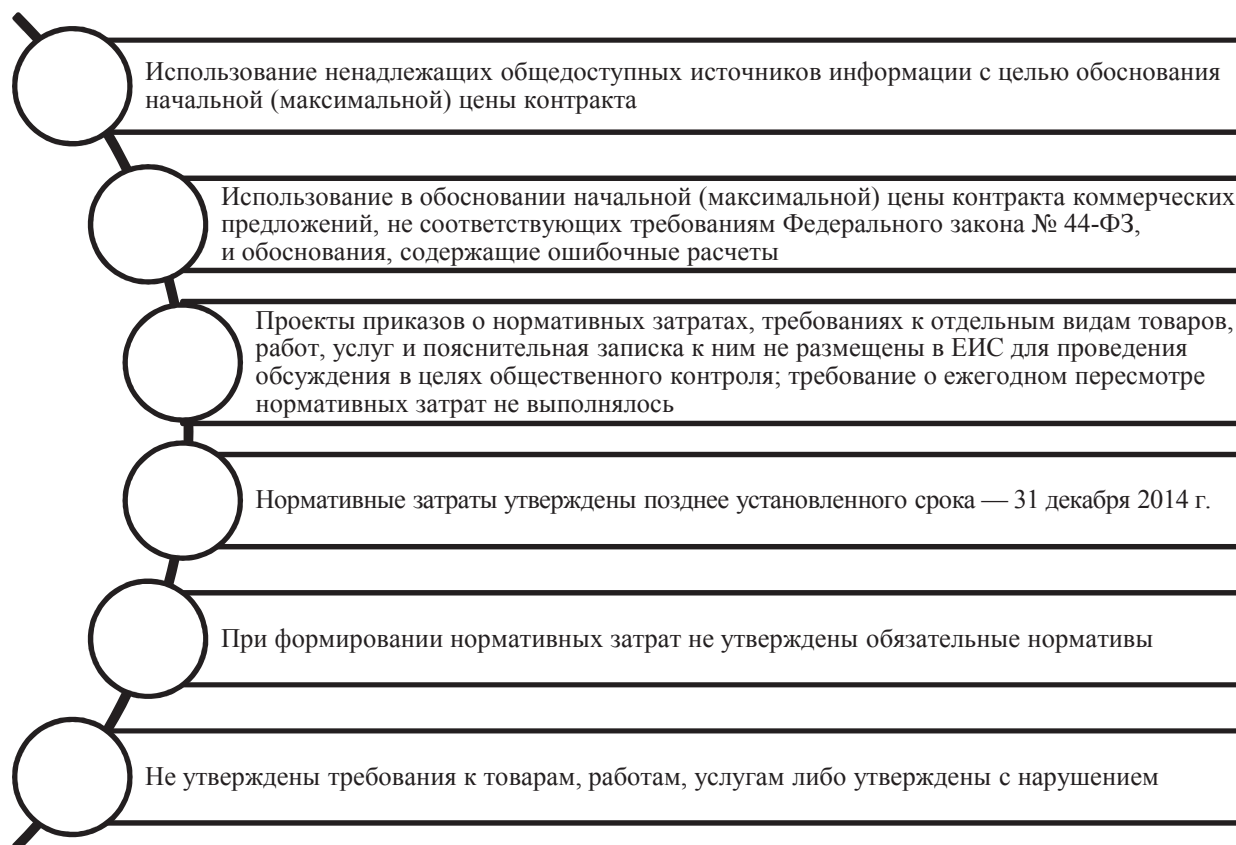 Использование ненадлежащих общедоступных источников информации с целью обоснования
начальной (максимальной) цены контракта
Использование в обосновании начальной (максимальной) цены контракта коммерческих
предложений, не соответствующих требованиям Федерального закона № 44-ФЗ,
и обоснования, содержащие ошибочные расчеты
Проекты приказов о нормативных затратах, требованиях к отдельным видам товаров,
работ, услуг и пояснительная записка к ним не размещены в ЕИС для проведения
обсуждения в целях общественного контроля; требование о ежегодном пересмотре
нормативных затрат не выполнялось
Нормативные затраты утверждены позднее установленного срока — 31 декабря 2014 г.
При формировании нормативных затрат не утверждены обязательные нормативы
Не утверждены требования к товарам, работам, услугам либо утверждены с нарушением